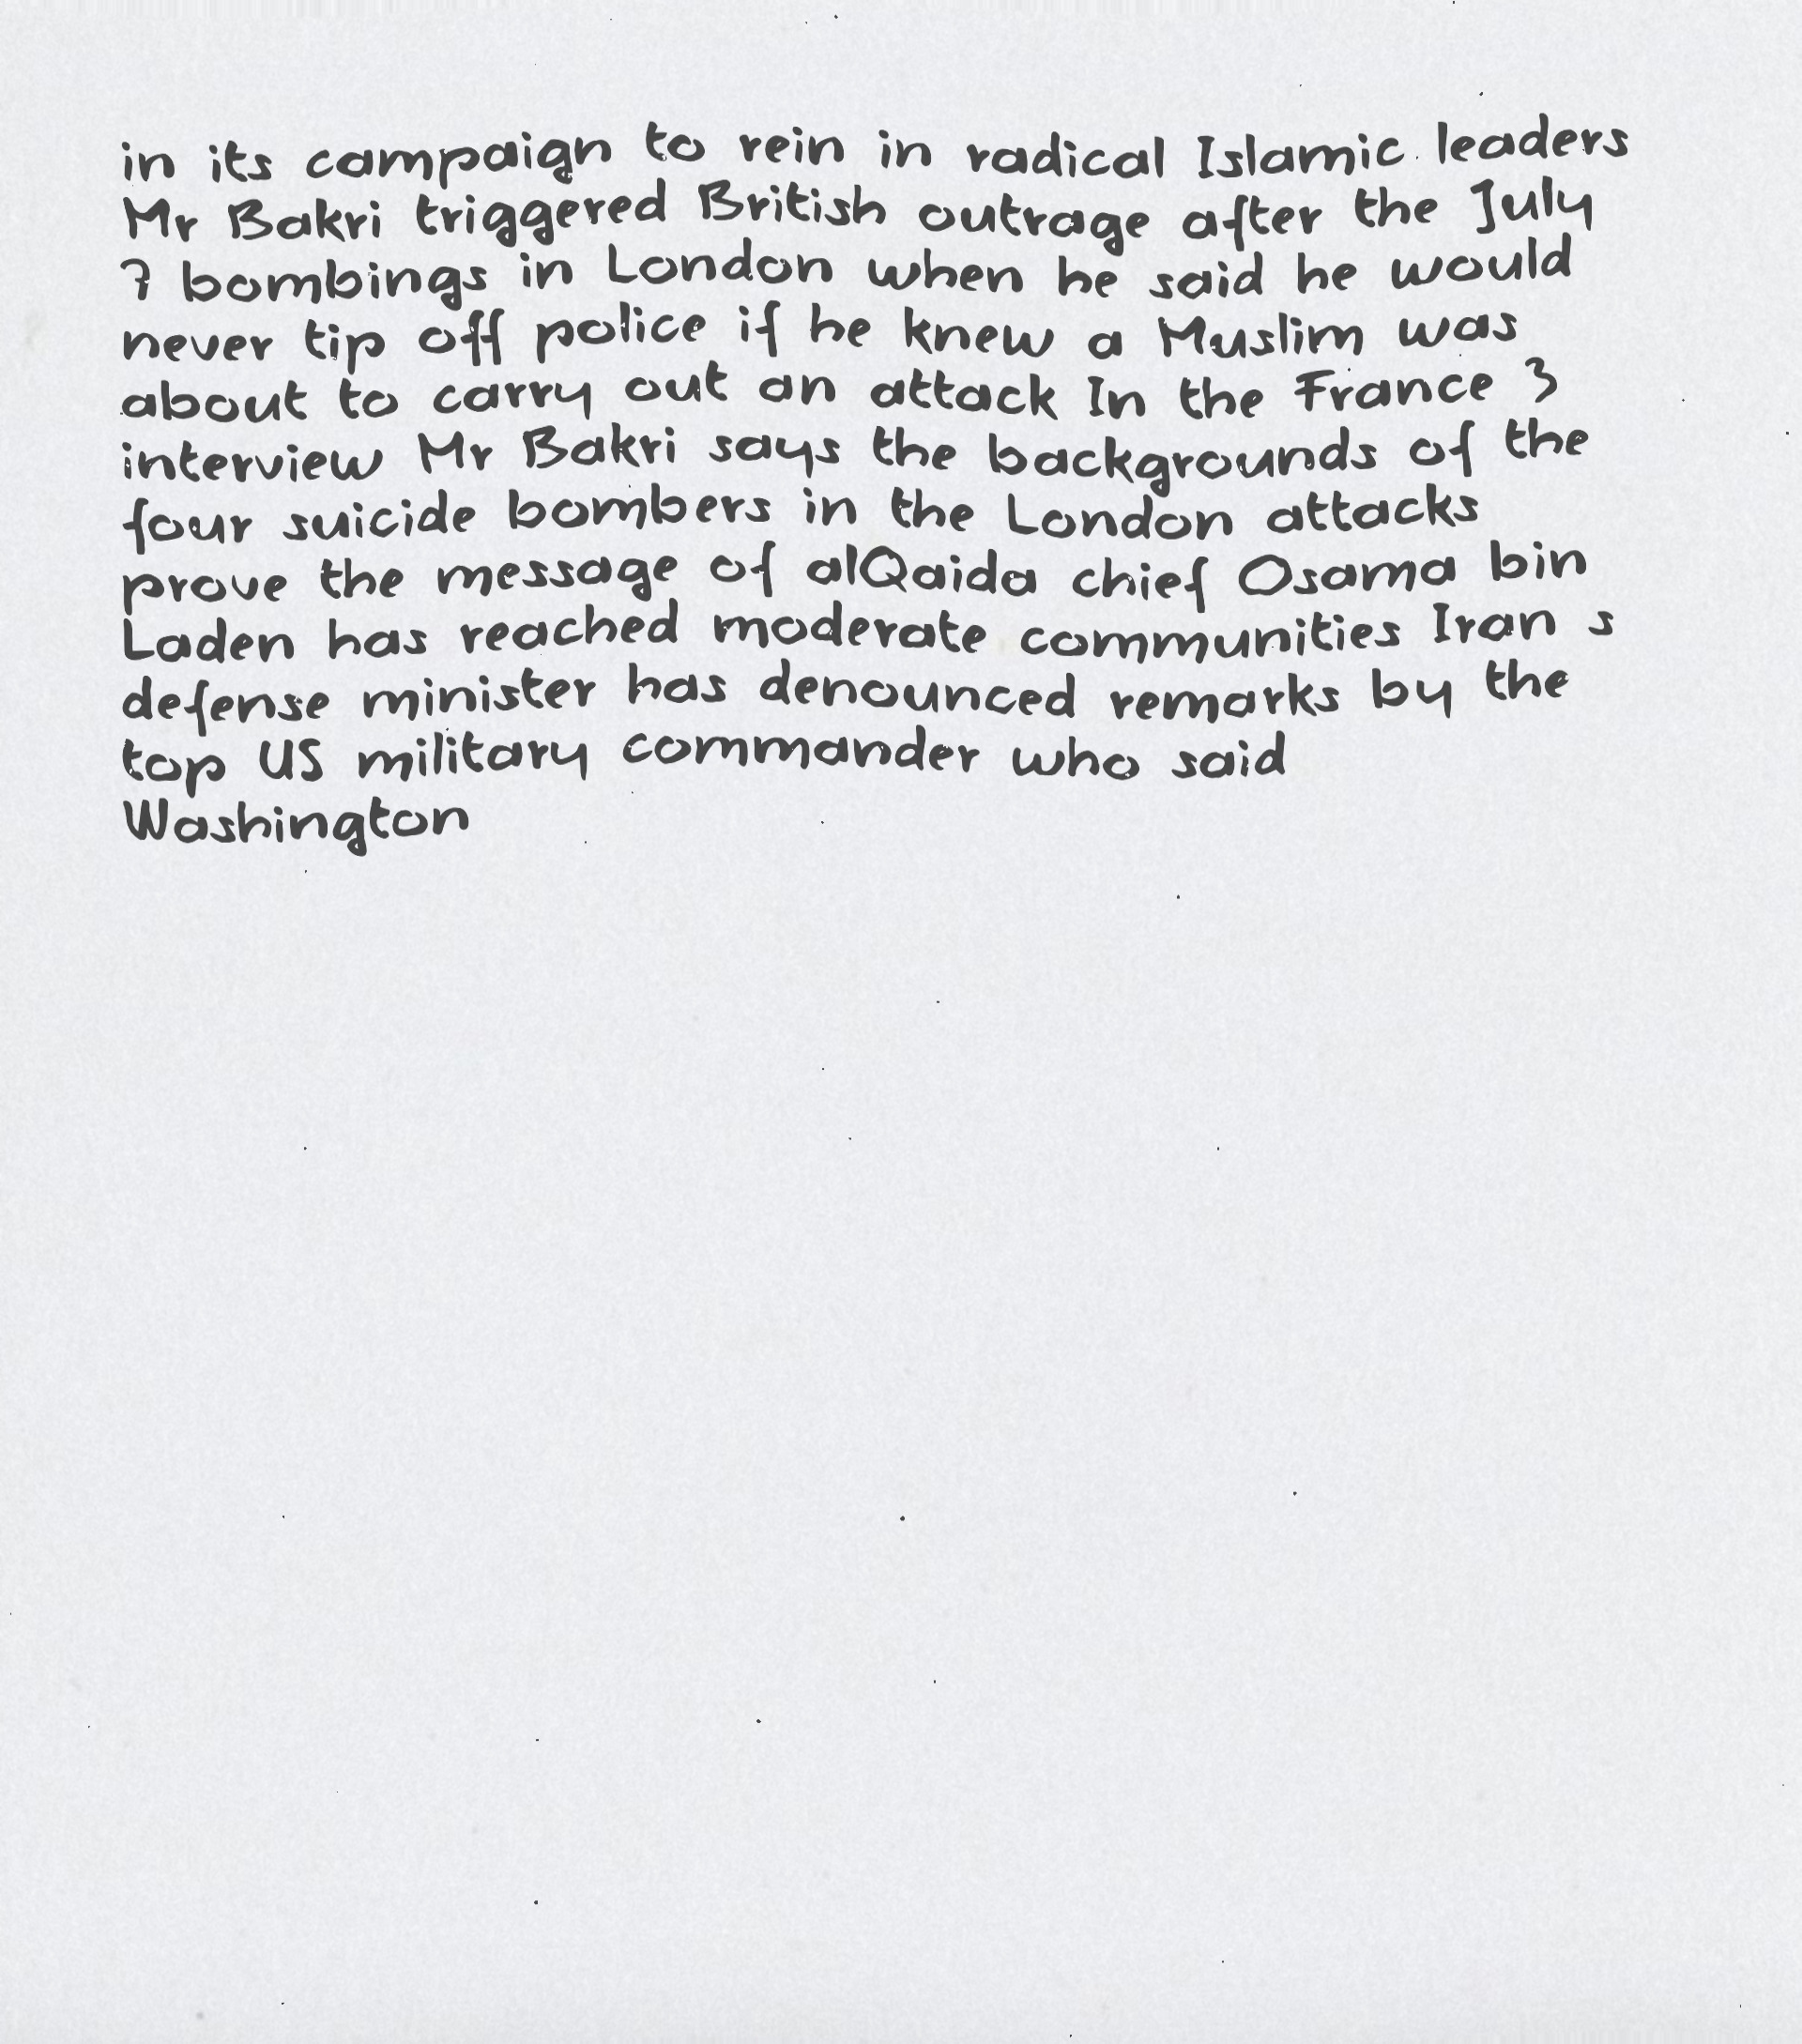 in its campaign to rein in radical Islamic leaders
Mr Bakri triggered British outrage after the July
7 bombings in London when he said he would
never tip off police if he knew a Muslim was
about to carry out an attack In the France 3
interview Mr Bakri says the backgrounds of the
four suicide bombers in the London attacks
prove the message of alQaida chief Osama bin
Laden has reached moderate communities Iran s
defense minister has denounced remarks by the
top US military commander who said
Washington